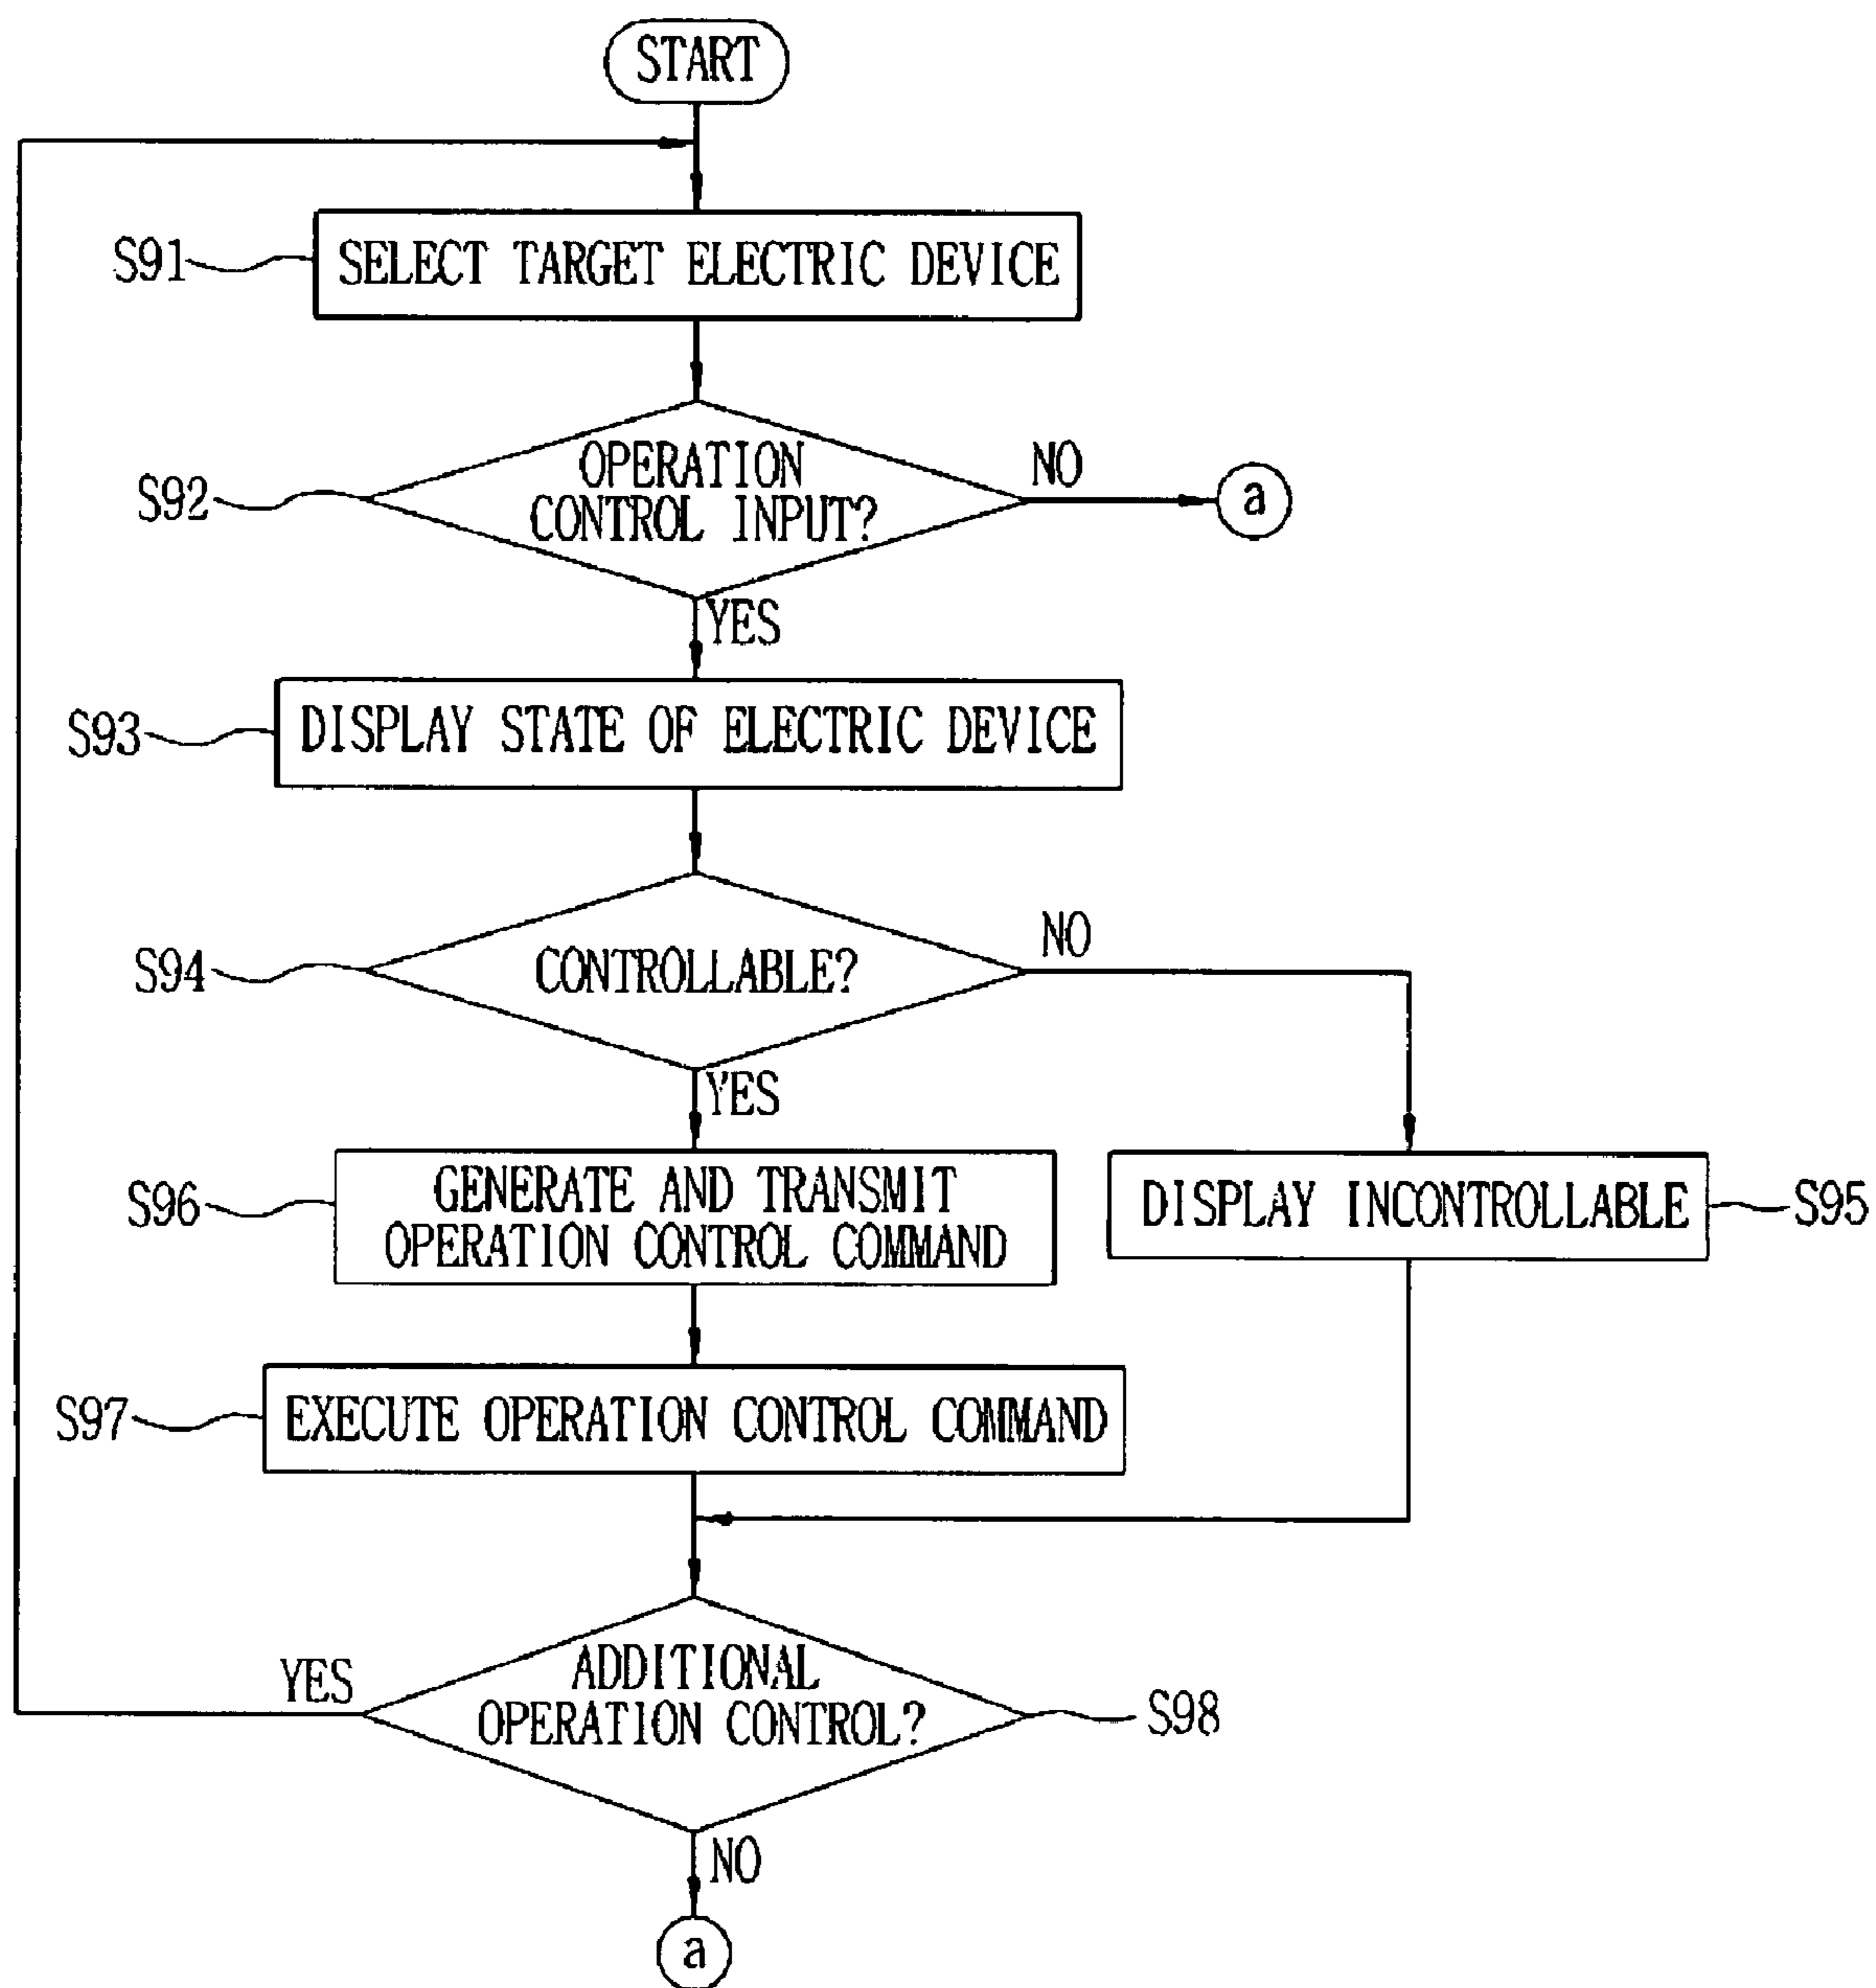 START
S91
SELECT TARGET ELECTRIC DEVICE
S92
OPERATION
CONTROL INPUT?
NO
a
YES
S93
DISPLAY STATE OF ELECTRIC DEVICE
S94
CONTROLLABLE?
NO
YES
S96
GENERATE AND TRANSMIT
OPERATION CONTROL COMMAND
DISPLAY INCONTROLLABLE
S95
S97
EXECUTE OPERATION CONTROL COMMAND
YES
ADDITIONAL
OPERATION CONTROL?
S98
NO
a